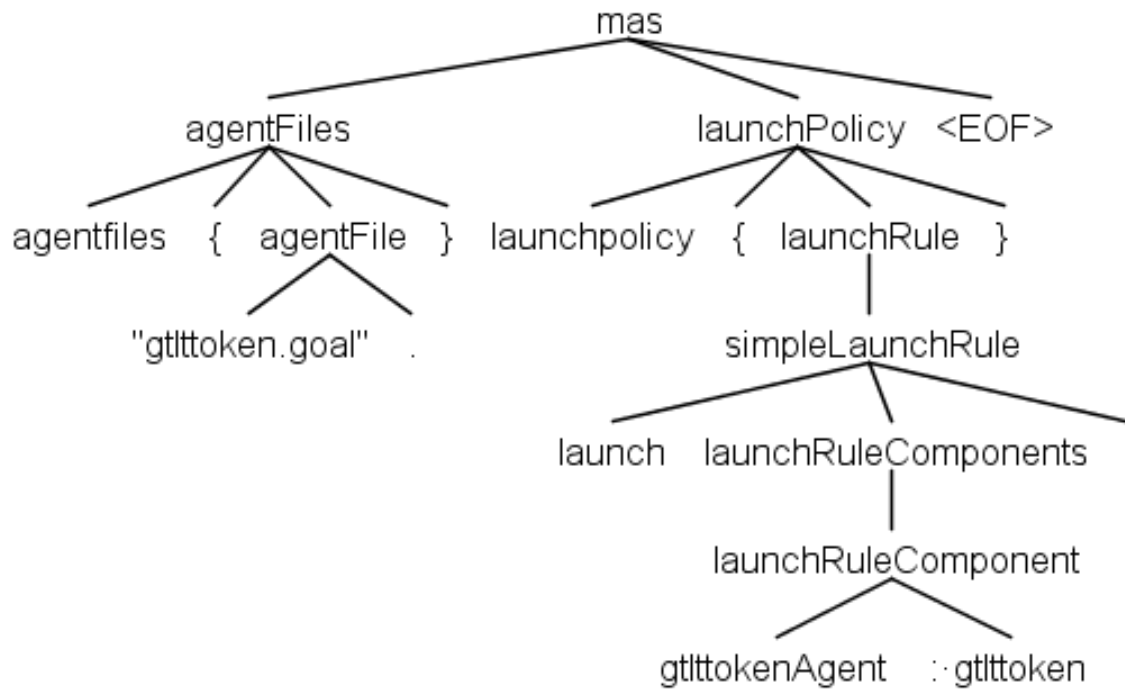 mas
agentFiles launchPolicy <EOF>
agentfiles { agentFile } launchpolicy { launchRule }
"gtlttoken.goal" . simpleLaunchRule
launch launchRuleComponents
launchRuleComponent
gtlttokenAgent : gtlttoken